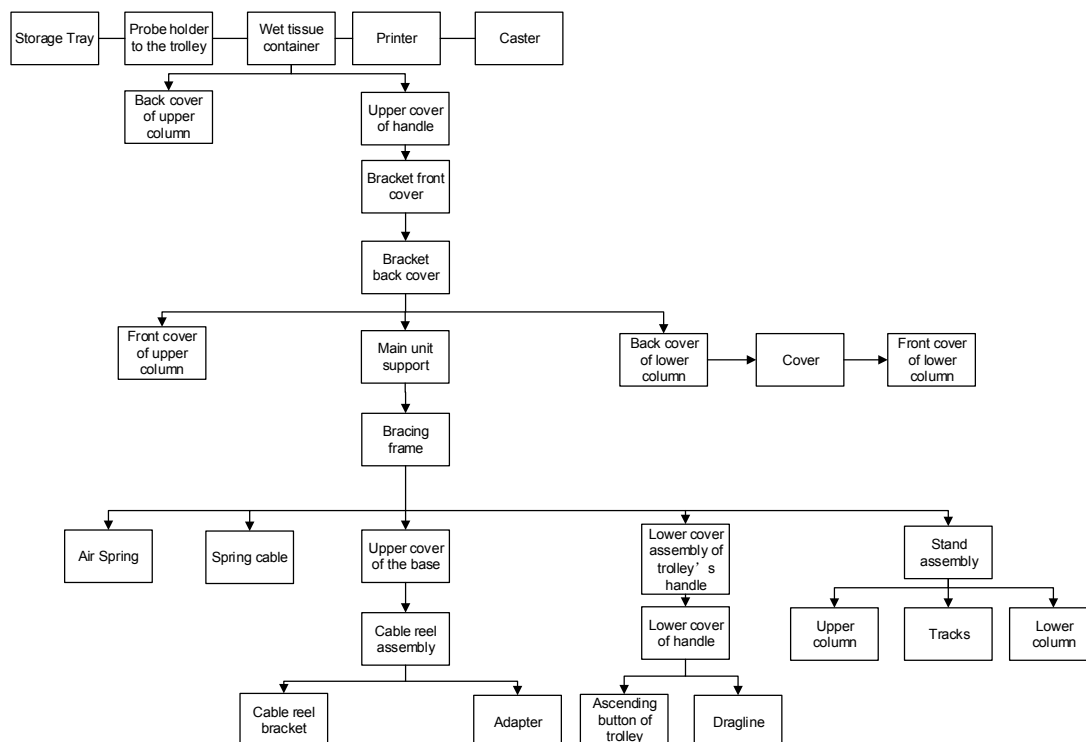 Storage Tray
Probe holder
to the trolley
Wet tissue
container
Printer
Caster
Back cover
of upper
column
Upper cover
of handle
Bracket front
cover
Bracket
back cover
Front cover
of upper
column
Main unit
support
Back cover
of lower
column
Cover
Front cover
of lower
column
Bracing
frame
Air Spring
Spring cable
Upper cover
of the base
Lower cover
assembly of
trolley’s
handle
Stand
assembly
Cable reel
assembly
Lower cover
of handle
Upper
column
Tracks
Lower
column
Cable reel
bracket
Adapter
Ascending
button of
trolley
Dragline